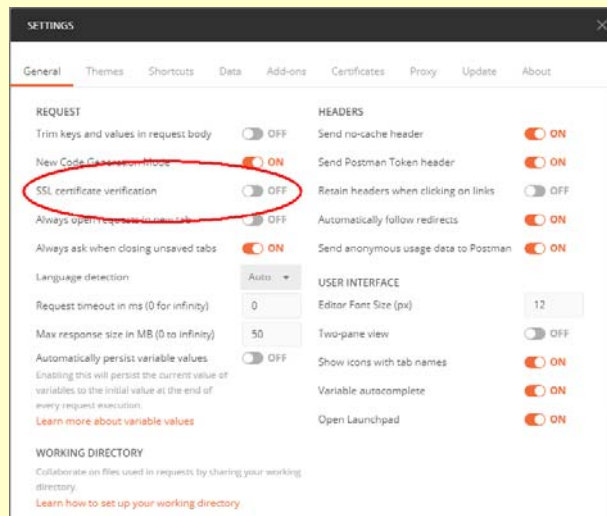 SETTINGS
General Themes Shortcuts Data Add-ons Certificates Proxy Update About
REQUEST
Trim keys and values in request body OFF
New Code Generation Mode ON
SSL certificate verification OFF
Always open requests in new tab OFF
Always ask when closing unsaved tabs ON
Language detection Auto
Request timeout in ms (0 for infinity) 0
Max response size in MB (0 to infinity) 50
Automatically persist variable values OFF
Enabling this will persist the current value of
variables to the initial value at the end of
every request execution.
Learn more about variable values
WORKING DIRECTORY
Collaborate on files used in requests by sharing your working
directory.
Learn how to set up your working directory
HEADERS
Send no-cache header ON
Send Postman Token header ON
Retain headers when clicking on links OFF
Automatically follow redirects ON
Send anonymous usage data to Postman ON
USER INTERFACE
Editor Font Size (px) 12
Two-pane view OFF
Show icons with tab names ON
Variable autocomplete ON
Open Launchpad ON